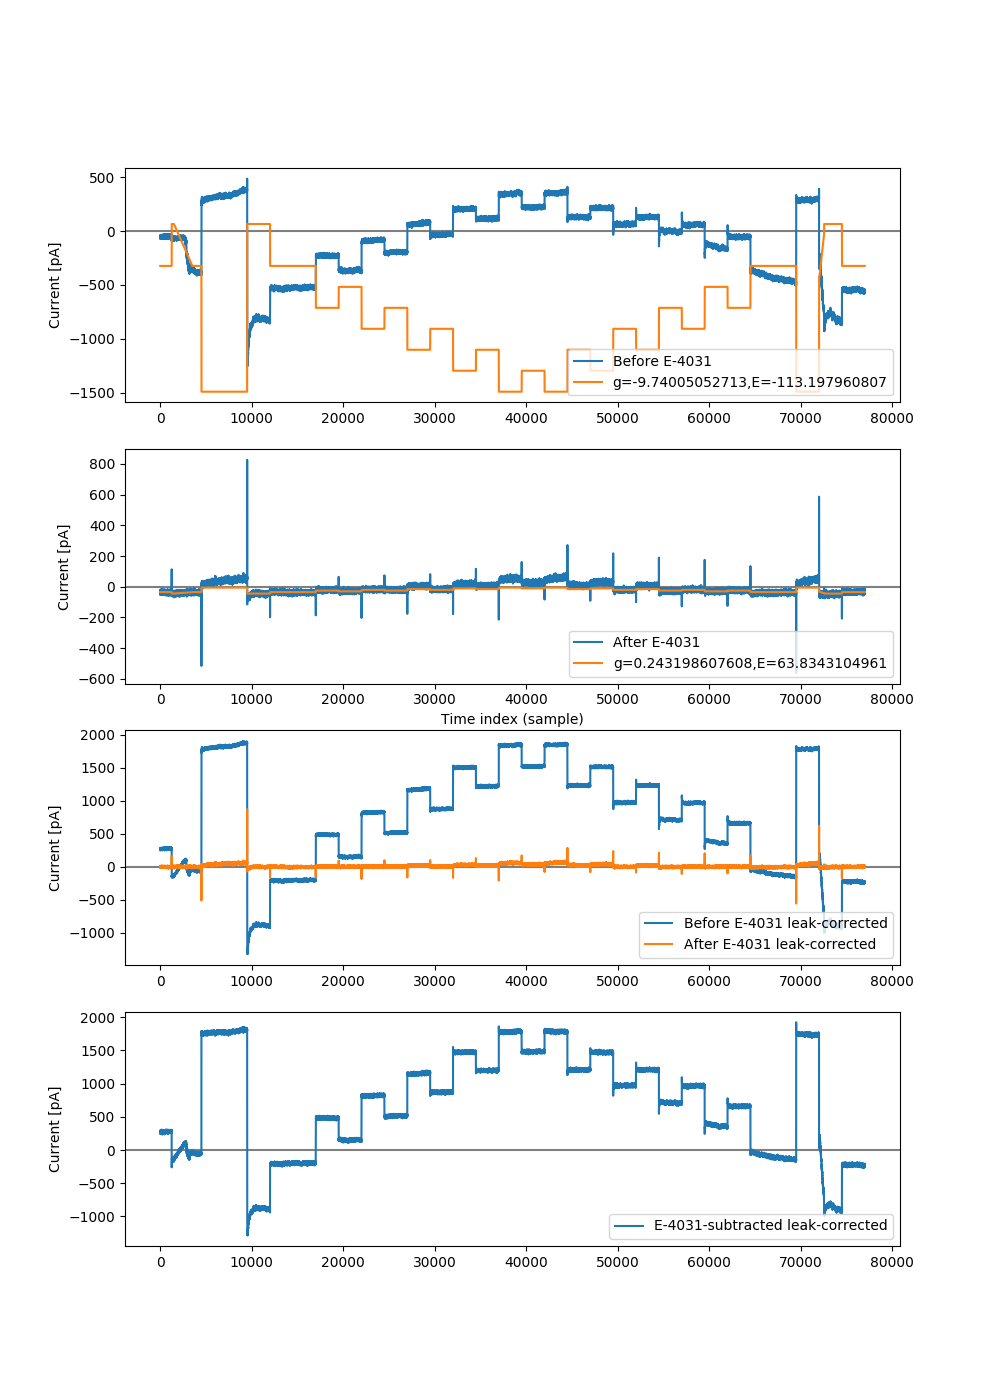 500
0
−500
−1000
−1500
Current [pA]
Before E-4031
g=-9.74005052713,E=-113.197960807
0 10000 20000 30000 40000 50000 60000 70000 80000
800
600
400
200
0
−200
−400
−600
Current [pA]
After E-4031
g=0.243198607608,E=63.8343104961
0 10000 20000 30000 40000 50000 60000 70000 80000
Time index (sample)
2000
1500
1000
500
0
−500
−1000
Current [pA]
Before E-4031 leak-corrected
After E-4031 leak-corrected
0 10000 20000 30000 40000 50000 60000 70000 80000
2000
1500
1000
500
0
−500
−1000
Current [pA]
E-4031-subtracted leak-corrected
0 10000 20000 30000 40000 50000 60000 70000 80000